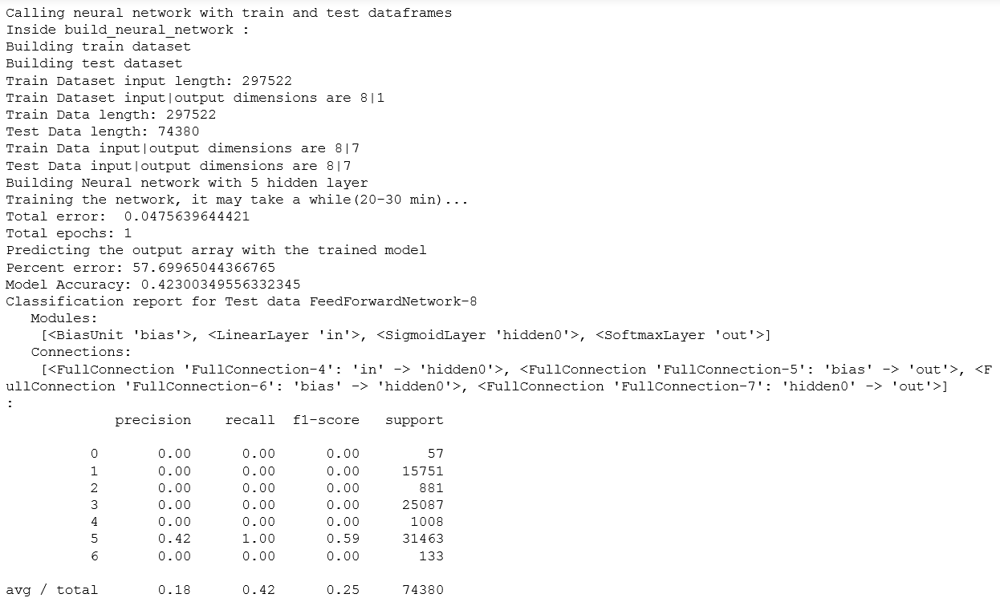 Calling neural network with train and test dataframes
Inside build_neural_network :
Building train dataset
Building test dataset
Train Dataset input length: 297522
Train Dataset input|output dimensions are 8|1
Train Data length: 297522
Test Data length: 74380
Train Data input|output dimensions are 8|7
Test Data input|output dimensions are 8|7
Building Neural network with 5 hidden layer
Training the network, it may take a while(20-30 min)...
Total error:  0.0475639644421
Total epochs: 1
Predicting the output array with the trained model
Percent error: 57.69965044366765
Model Accuracy: 0.42300349556332345
Classification report for Test data FeedForwardNetwork-8
   Modules:
    [<BiasUnit 'bias'>, <LinearLayer 'in'>, <SigmoidLayer 'hidden0'>, <SoftmaxLayer 'out'>]
   Connections:
    [<FullConnection 'FullConnection-4': 'in' -> 'hidden0'>, <FullConnection 'FullConnection-5': 'bias' -> 'out'>, <F
ullConnection 'FullConnection-6': 'bias' -> 'hidden0'>, <FullConnection 'FullConnection-7': 'hidden0' -> 'out'>]
:
             precision    recall  f1-score   support
          0       0.00      0.00      0.00        57
          1       0.00      0.00      0.00     15751
          2       0.00      0.00      0.00       881
          3       0.00      0.00      0.00     25087
          4       0.00      0.00      0.00      1008
          5       0.42      1.00      0.59     31463
          6       0.00      0.00      0.00       133
avg / total       0.18      0.42      0.25     74380